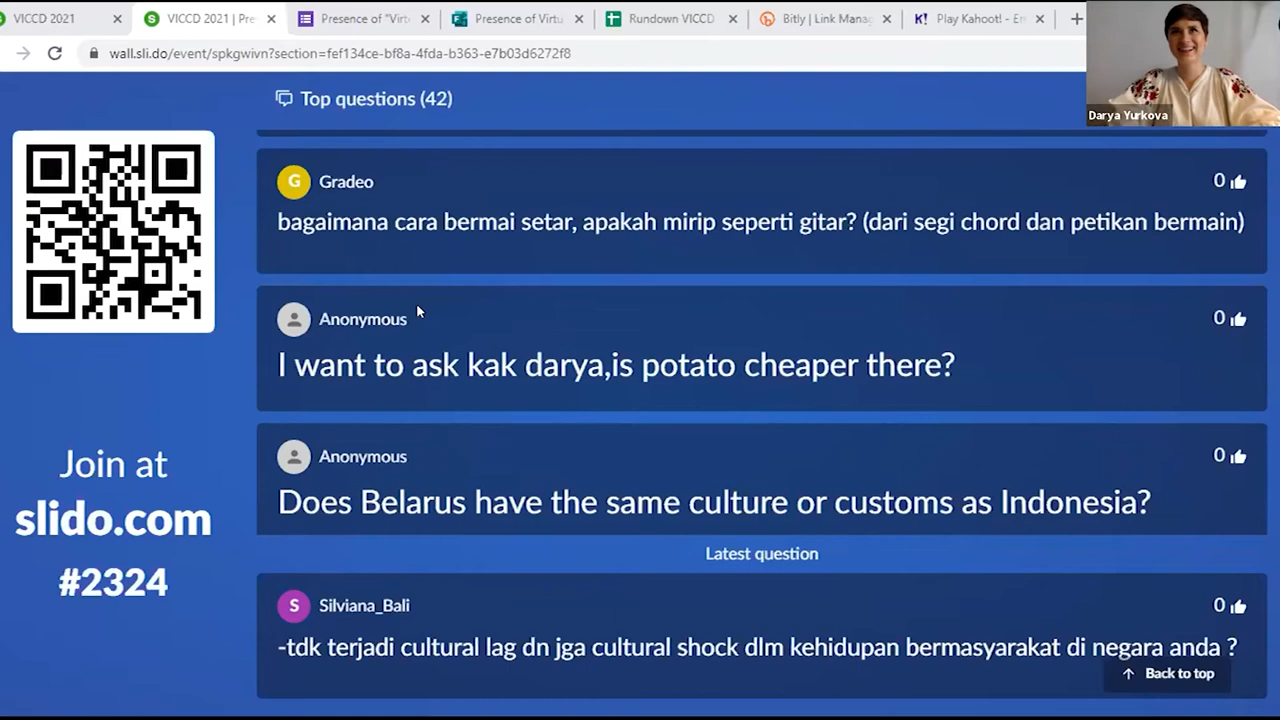 VICCD 2021
VICCD 2021 | Pre
Presence of "Virt
Presence of Virtu
Rundown VICCD
Bitly | Link Mana
Play Kahoot! - En
wall.sli.do/event/spkgwivn?section=fef134ce-bf8a-4fda-b363-e7b03d6272f8
Darya Yurkova
Top questions (42)
G Gradeo 0
bagaimana cara bermai setar, apakah mirip seperti gitar? (dari segi chord dan petikan bermain)
Anonymous 0
I want to ask kak darya,is potato cheaper there?
Anonymous 0
Does Belarus have the same culture or customs as Indonesia?
Join at
slido.com
#2324
Latest question
S Silviana_Bali 0
-tdk terjadi cultural lag dn jga cultural shock dlm kehidupan bermasyarakat di negara anda ?
Back to top